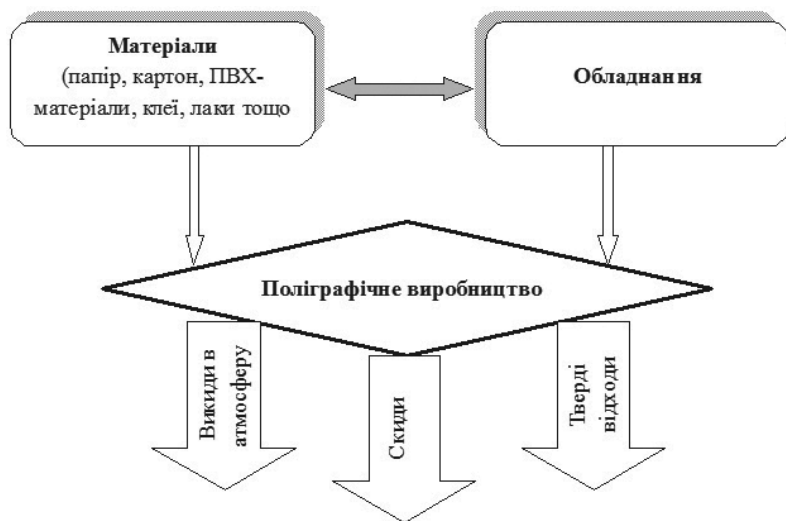 Матеріали
(папір, картон, ПВХ-
матеріали, клеї, лаки тощо
Обладнання
Поліграфічне виробництво
Викиди в
атмосферу
Скиди
Тверді
відходи